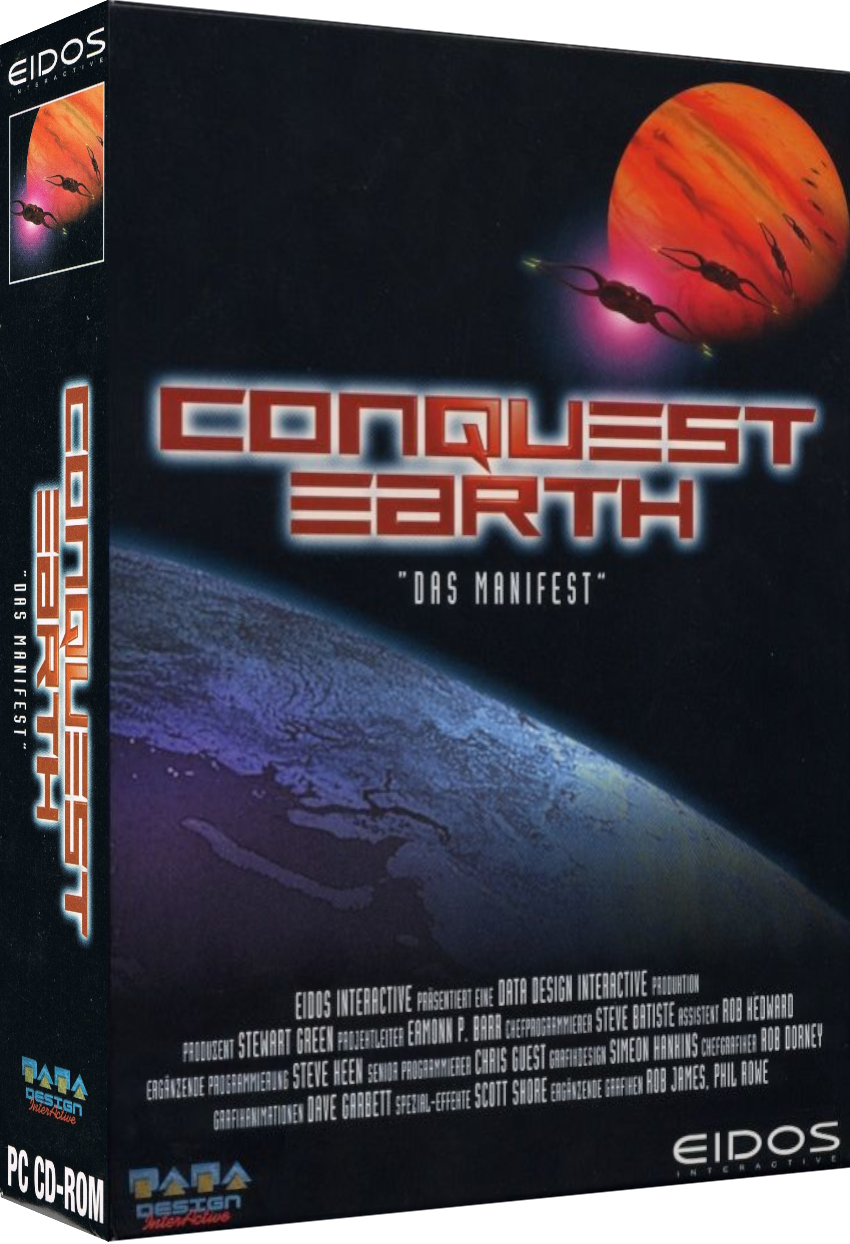 EIDOS
INTERACTIVE
CONQUEST
EARTH
"DAS MANIFEST"
DATA
DESIGN
InterActive
PC CD-ROM
CONQUEST
EARTH
"DAS MANIFEST“
EIDOS INTERACTIVE PRÄSENTIERT EINE DATA DESIGN INTERACTIVE PRODUKTION
PRODUZENT STEWART GREEN PROJEKTLEITER EAMONN P. BARR CHEFPROGRAMMIERER STEVE BATISTE ASSISTENT ROB HEDWARD
ERGÄNZENDE PROGRAMMIERUNG STEVE KEEN SENIOR PROGRAMMIERER CHRIS GUEST GRAFIKDESIGN SIMEON HANKINS CHEFGRAFIKER ROB DORNEY
GRAFIKANIMATIONEN DAVE GARBETT SPEZIAL-EFFEKTE SCOTT SHORE ERGÄNZENDE GRAFIKEN ROB JAMES, PHIL ROWE
DATA
DESIGN
InterActive
EIDOS
INTERACTIVE